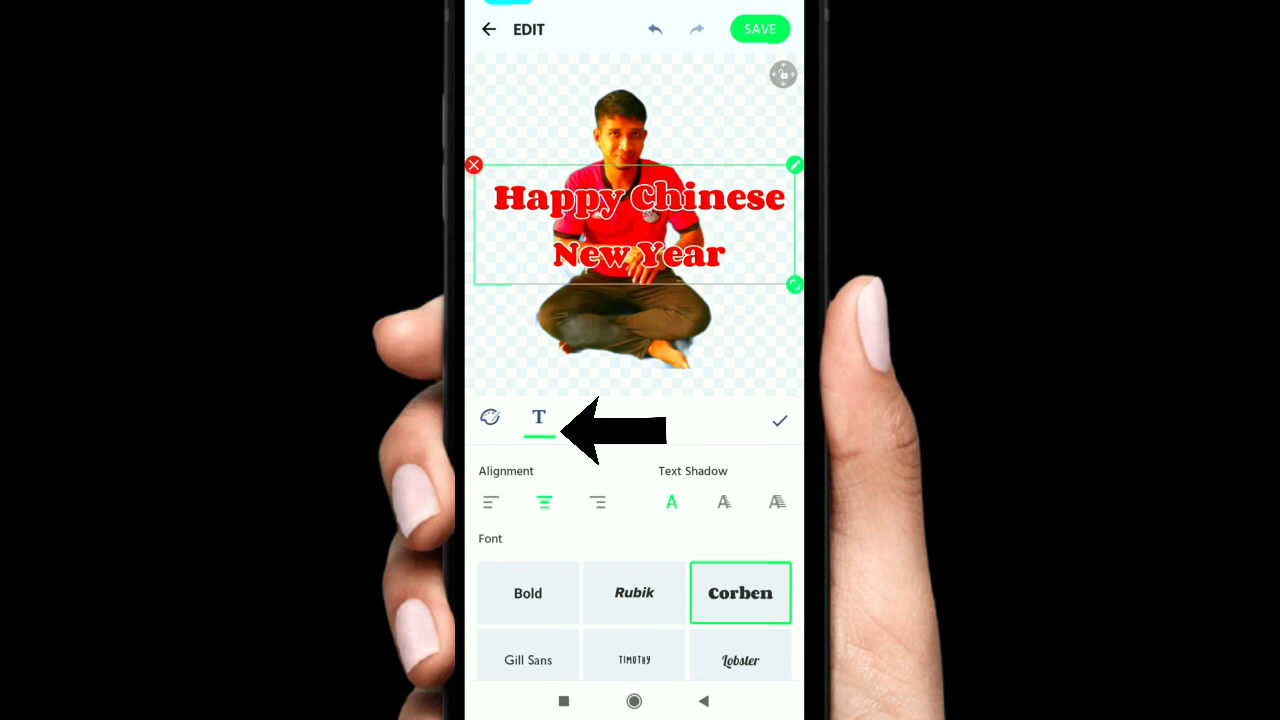 EDIT
SAVE
Happy Chinese
New Year
T
Alignment
Text Shadow
A A A
Font
Bold
Rubik
Corben
Gill Sans
TIMOTHY
Lobster